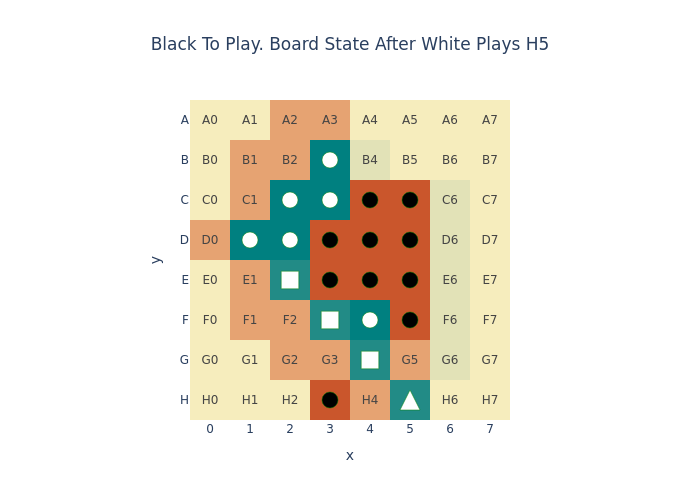 Black To Play. Board State After White Plays H5
A A0 A1 A2 A3 A4 A5 A6 A7
B B0 B1 B2 B4 B5 B6 B7
C C0 C1 C6 C7
D D0 D6 D7
E E0 E1 E6 E7
F F0 F1 F2 F6 F7
G G0 G1 G2 G3 G5 G6 G7
H H0 H1 H2 H4 H6 H7
0 1 2 3 4 5 6 7
x
y